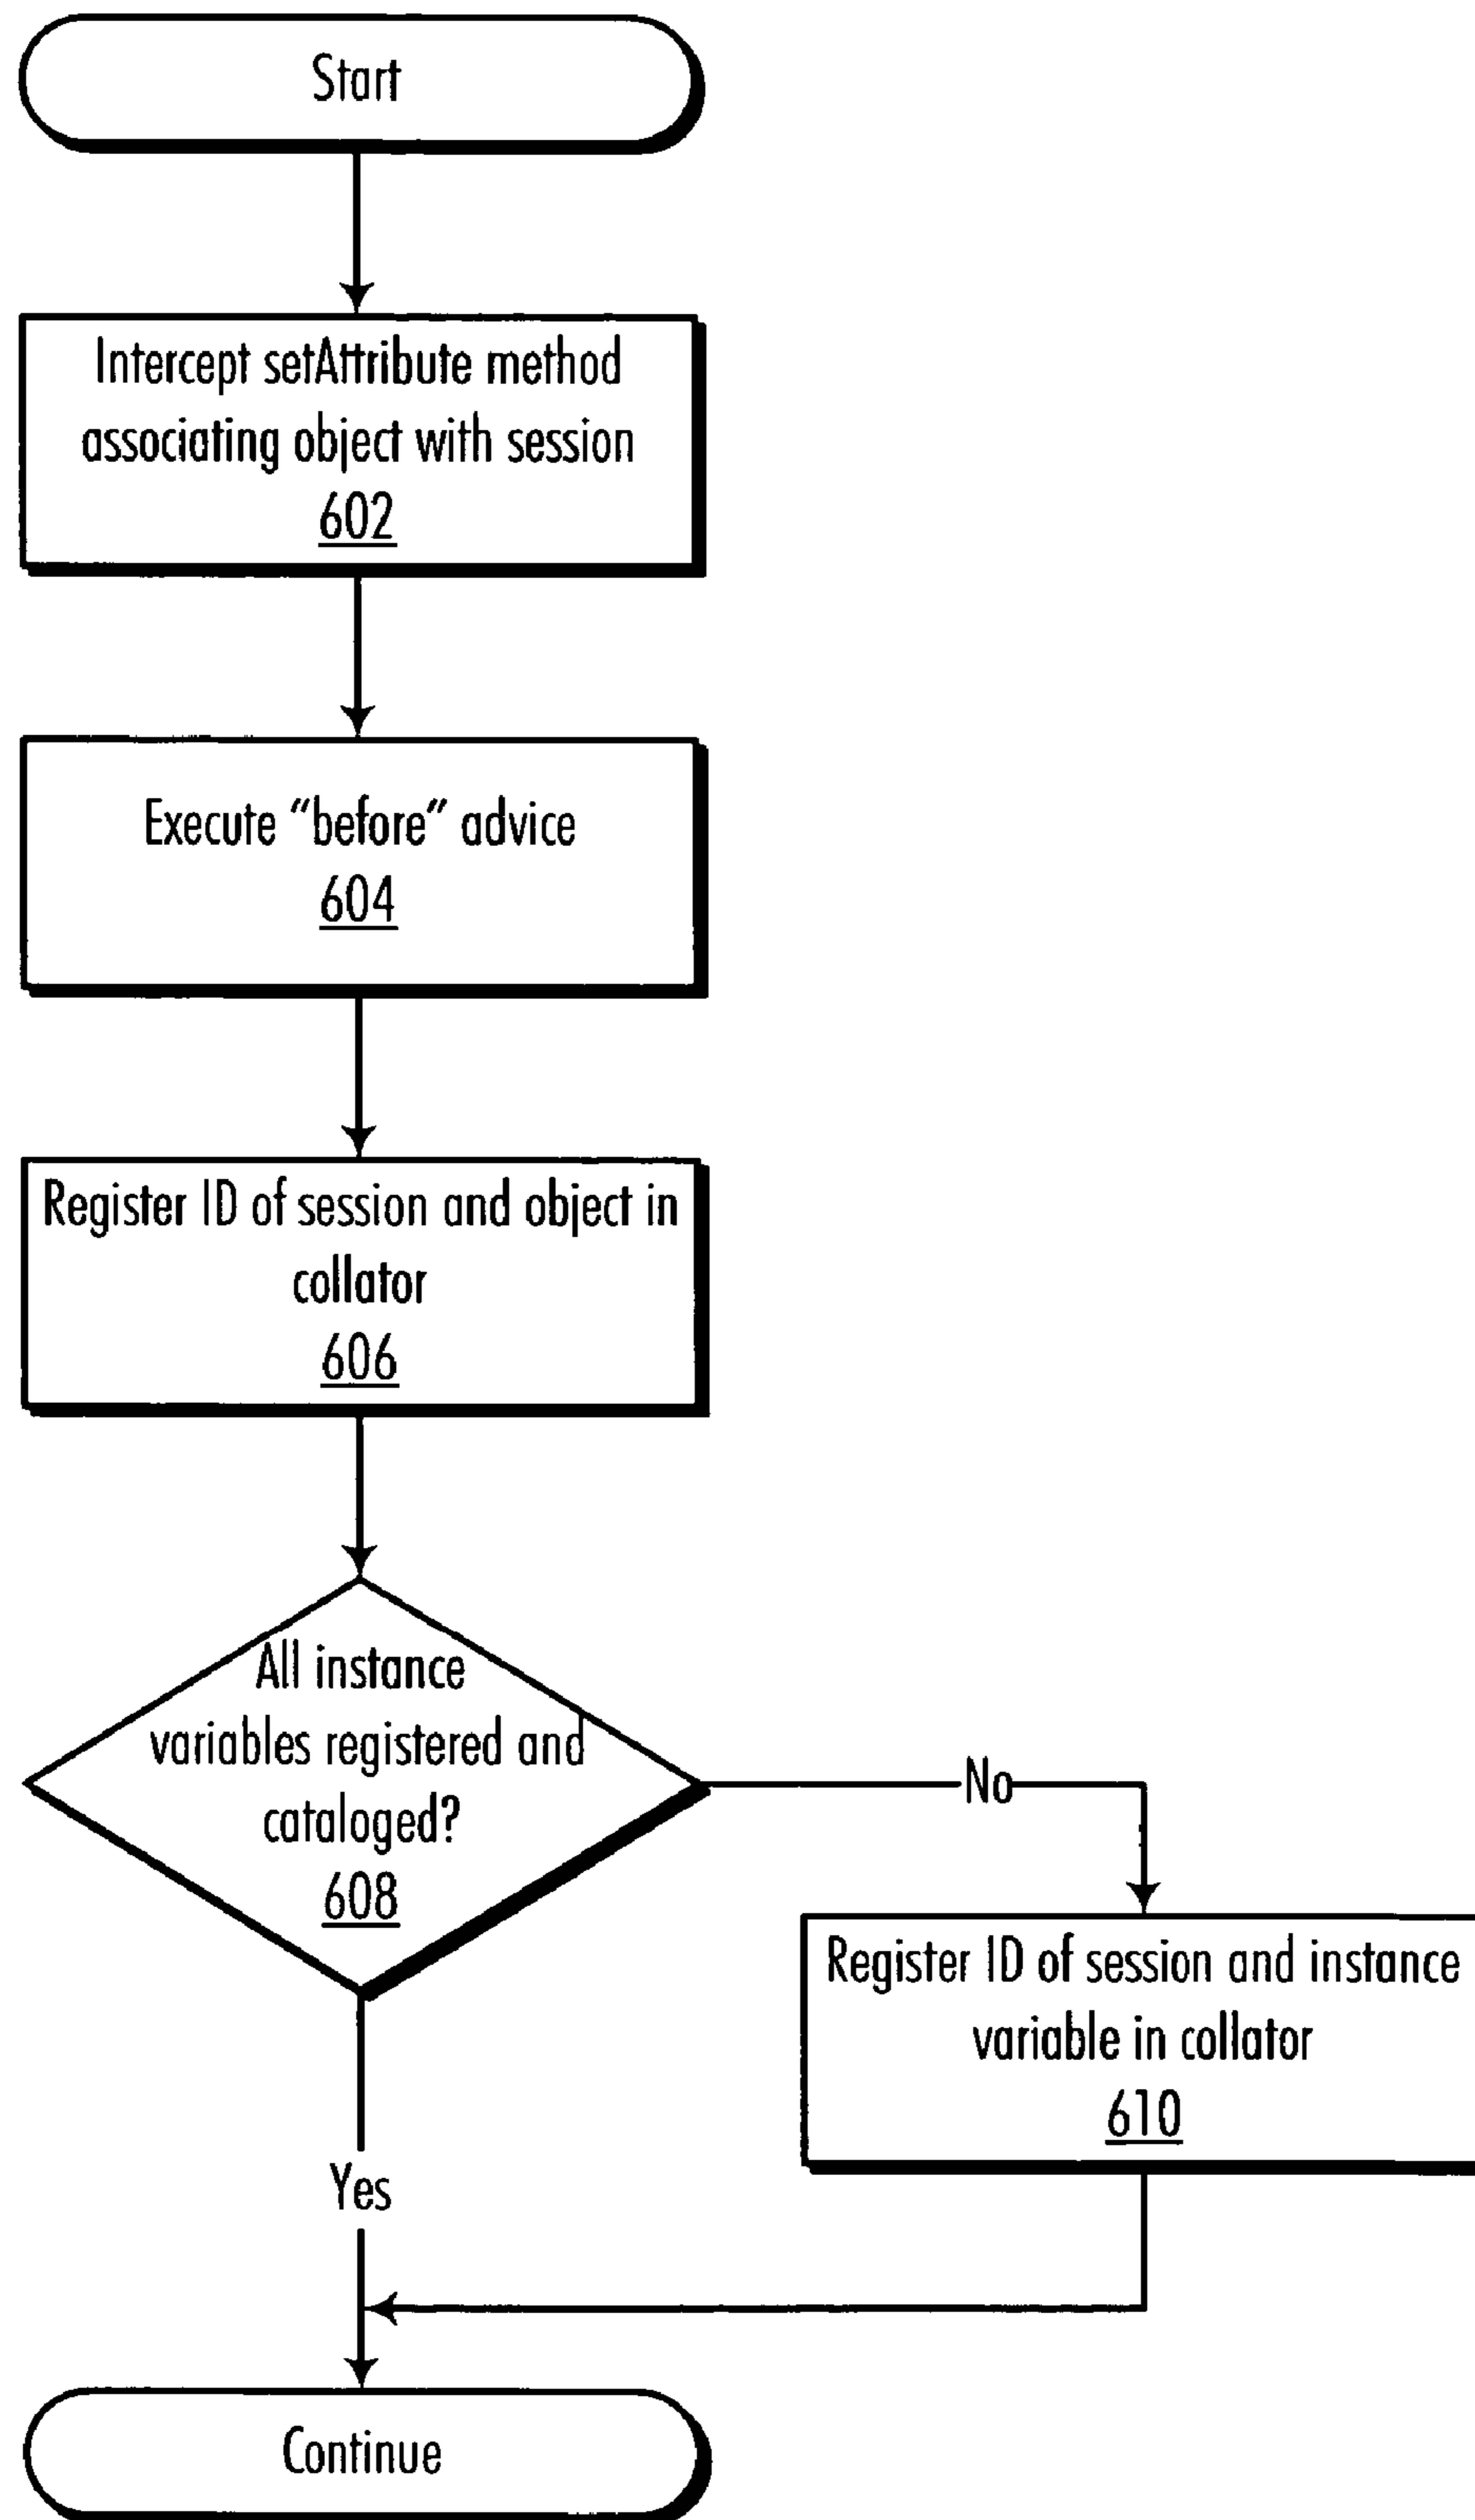 Start
Intercept setAttribute method
associating object with session
602
Execute “before” advice
604
Register ID of session and object in
collator
606
All instance
variables registered and
cataloged?
608
No
Register ID of session and instance
variable in collator
610
Yes
Continue